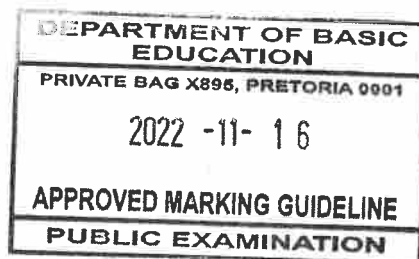 DEPARTMENT OF BASIC
EDUCATION
PRIVATE BAG X895, PRETORIA 0001
2022 -11- 16
APPROVED MARKING GUIDELINE
PUBLIC EXAMINATION